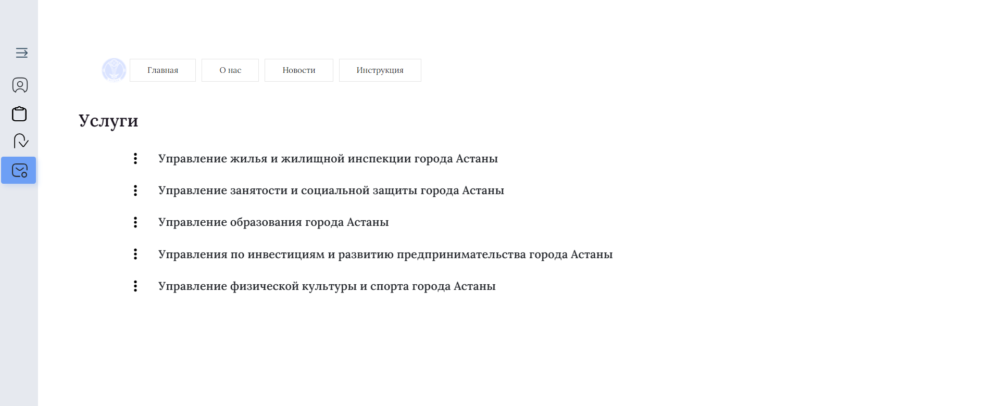 Главная
О нас
Новости
Инструкция
Услуги
Управление жилья и жилищной инспекции города Астаны
Управление занятости и социальной защиты города Астаны
Управление образования города Астаны
Управления по инвестициям и развитию предпринимательства города Астаны
Управление физической культуры и спорта города Астаны